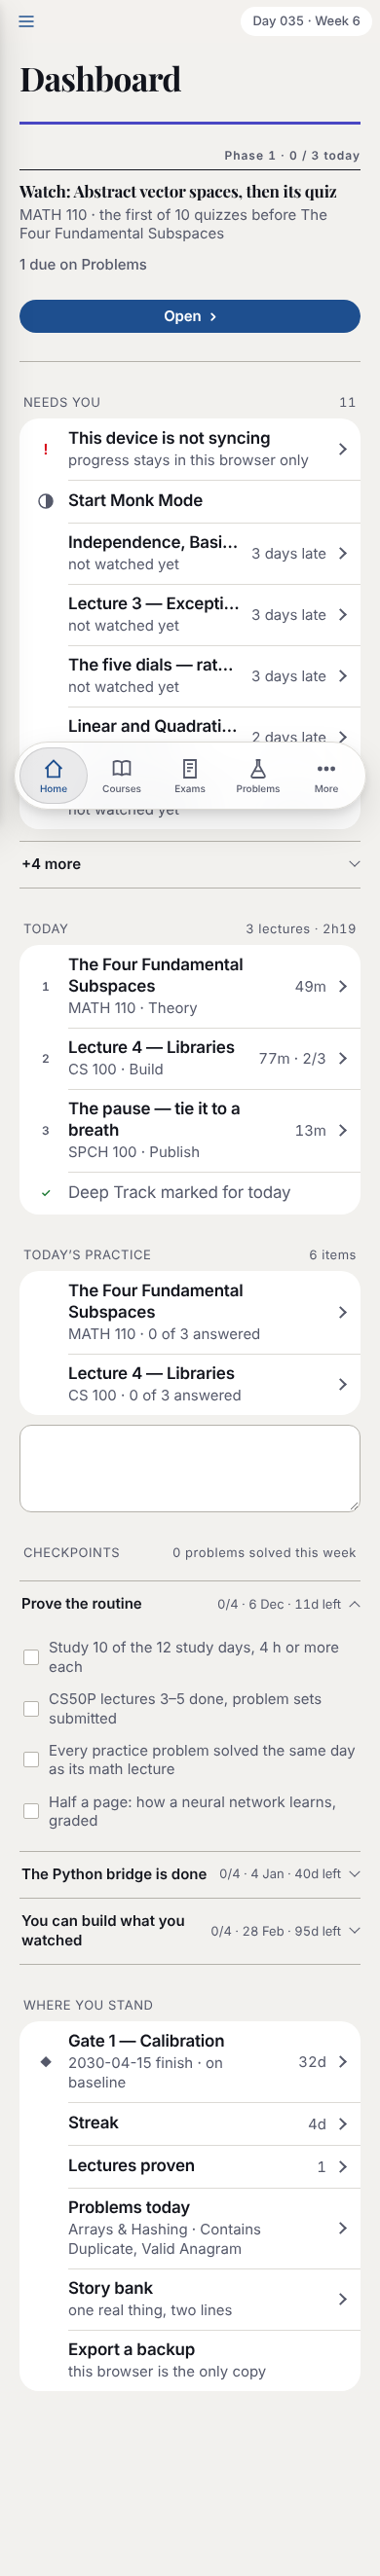 Day 035 · Week 6
Dashboard
Phase 1 · 0 / 3 today
Watch: Abstract vector spaces, then its quiz
MATH 110 · the first of 10 quizzes before The
Four Fundamental Subspaces
1 due on Problems
Open ›
NEEDS YOU 11
! This device is not syncing
progress stays in this browser only
Start Monk Mode
Independence, Basi… 3 days late
not watched yet
Lecture 3 — Excepti… 3 days late
not watched yet
The five dials — rat… 3 days late
not watched yet
Linear and Quadrati… 2 days late
Home Courses Exams Problems More
not watched yet
+4 more
TODAY 3 lectures · 2h19
1 The Four Fundamental
Subspaces 49m
MATH 110 · Theory
2 Lecture 4 — Libraries 77m · 2/3
CS 100 · Build
3 The pause — tie it to a
breath 13m
SPCH 100 · Publish
Deep Track marked for today
TODAY’S PRACTICE 6 items
The Four Fundamental
Subspaces
MATH 110 · 0 of 3 answered
Lecture 4 — Libraries
CS 100 · 0 of 3 answered
CHECKPOINTS 0 problems solved this week
Prove the routine 0/4 · 6 Dec · 11d left
Study 10 of the 12 study days, 4 h or more
each
CS50P lectures 3–5 done, problem sets
submitted
Every practice problem solved the same day
as its math lecture
Half a page: how a neural network learns,
graded
The Python bridge is done 0/4 · 4 Jan · 40d left
You can build what you
watched 0/4 · 28 Feb · 95d left
WHERE YOU STAND
Gate 1 — Calibration 32d
2030-04-15 finish · on
baseline
Streak 4d
Lectures proven 1
Problems today
Arrays & Hashing · Contains
Duplicate, Valid Anagram
Story bank
one real thing, two lines
Export a backup
this browser is the only copy